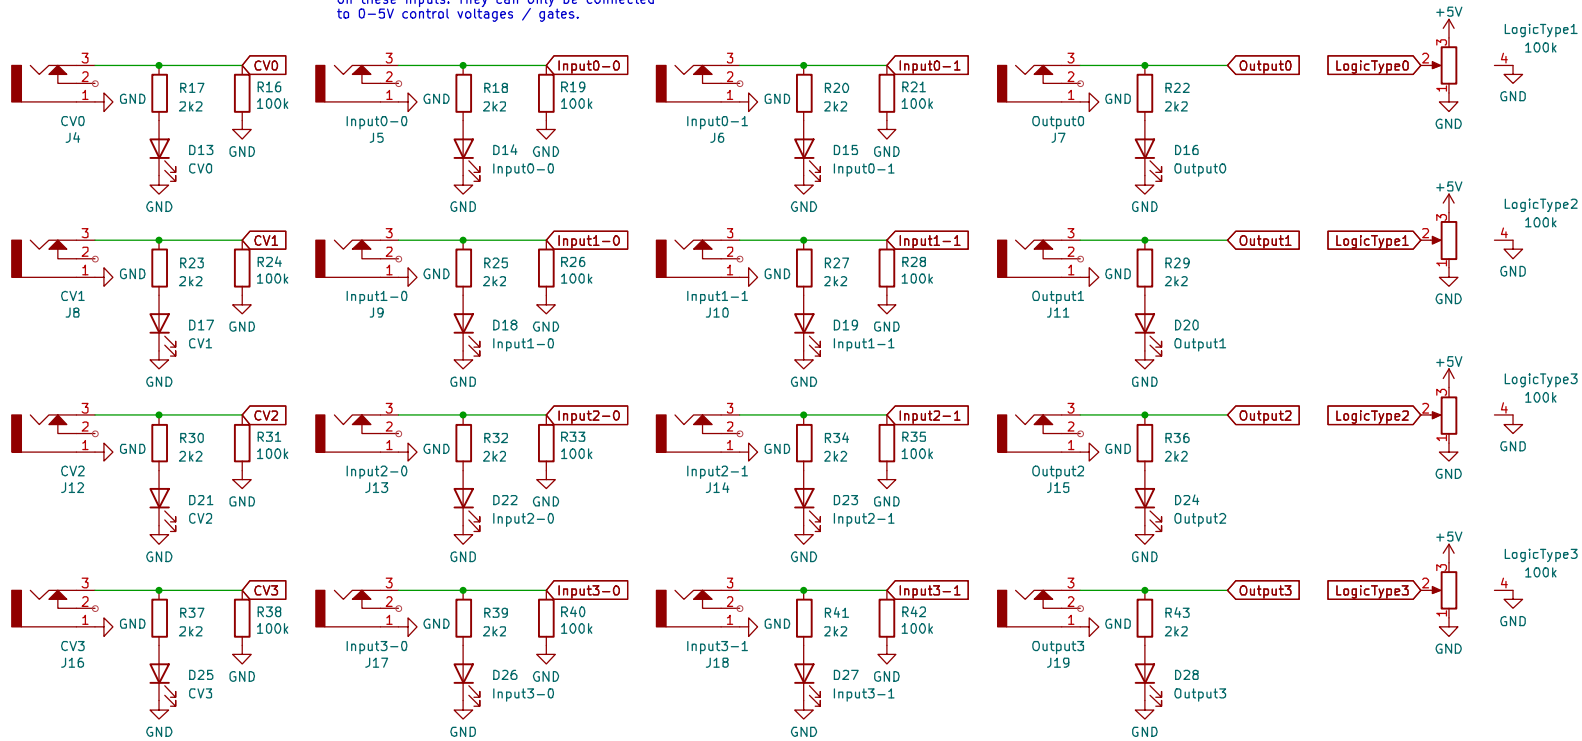 on these inputs. They can only be connected
to 0-5V control voltages / gates.
+5V
LogicType1
100k
3
CV0
2
1
GND
R17
2k2
R16
100k
CV0
J4
D13
CV0
GND
GND
3
Input0-0
2
1
GND
R18
2k2
R19
100k
Input0-0
J5
D14
Input0-0
GND
GND
3
Input0-1
2
1
GND
R20
2k2
R21
100k
Input0-1
J6
D15
Input0-1
GND
GND
3
Output0
2
1
GND
R22
2k2
Output0
J7
D16
Output0
GND
LogicType0
2
3
1
GND
4
GND
+5V
LogicType2
100k
3
CV1
2
1
GND
R23
2k2
R24
100k
CV1
J8
D17
CV1
GND
GND
3
Input1-0
2
1
GND
R25
2k2
R26
100k
Input1-0
J9
D18
Input1-0
GND
GND
3
Input1-1
2
1
GND
R27
2k2
R28
100k
Input1-1
J10
D19
Input1-1
GND
GND
3
Output1
2
1
GND
R29
2k2
Output1
J11
D20
Output1
GND
LogicType1
2
3
1
GND
4
GND
+5V
LogicType3
100k
3
CV2
2
1
GND
R30
2k2
R31
100k
CV2
J12
D21
CV2
GND
GND
3
Input2-0
2
1
GND
R32
2k2
R33
100k
Input2-0
J13
D22
Input2-0
GND
GND
3
Input2-1
2
1
GND
R34
2k2
R35
100k
Input2-1
J14
D23
Input2-1
GND
GND
3
Output2
2
1
GND
R36
2k2
Output2
J15
D24
Output2
GND
LogicType2
2
3
1
GND
4
GND
+5V
LogicType3
100k
3
CV3
2
1
GND
R37
2k2
R38
100k
CV3
J16
D25
CV3
GND
GND
3
Input3-0
2
1
GND
R39
2k2
R40
100k
Input3-0
J17
D26
Input3-0
GND
GND
3
Input3-1
2
1
GND
R41
2k2
R42
100k
Input3-1
J18
D27
Input3-1
GND
GND
3
Output3
2
1
GND
R43
2k2
Output3
J19
D28
Output3
GND
LogicType3
2
3
1
GND
4
GND